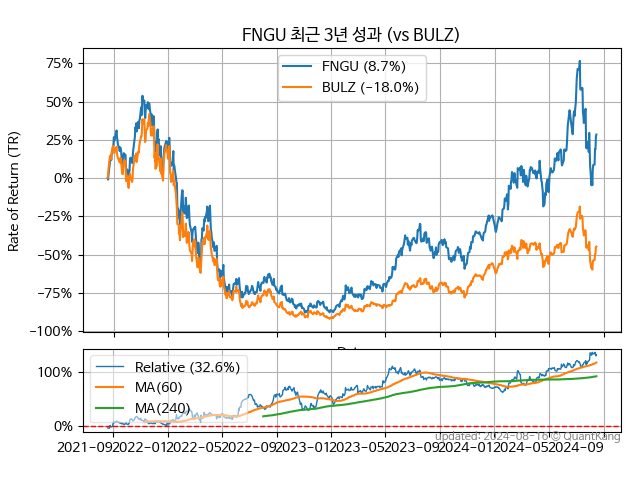 FNGU 최근 3년 성과 (vs BULZ)
75%
50%
25%
0%
−25%
−50%
−75%
−100%
Rate of Return (TR)
FNGU (8.7%)
BULZ (−18.0%)
100%
0%
Relative (32.6%)
MA(60)
MA(240)
2021-09
2022-01
2022-05
2022-09
2023-01
2023-05
2023-09
2024-01
2024-05
2024-09
updated: 2024-08-16 © QuantKang